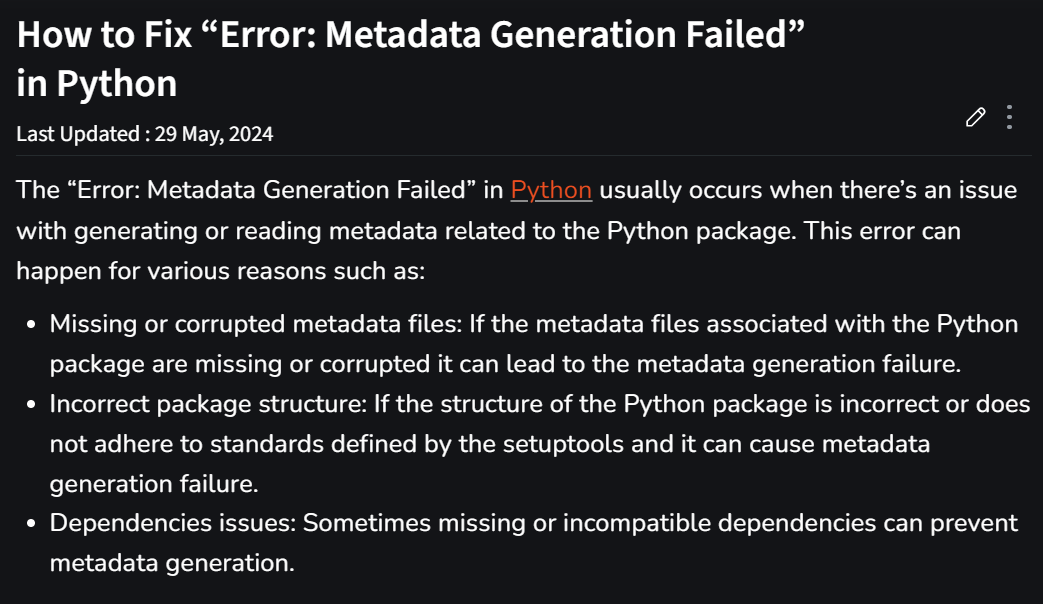 How to Fix “Error: Metadata Generation Failed”
in Python
Last Updated : 29 May, 2024
The “Error: Metadata Generation Failed” in Python usually occurs when there’s an issue
with generating or reading metadata related to the Python package. This error can
happen for various reasons such as:
• Missing or corrupted metadata files: If the metadata files associated with the Python
package are missing or corrupted it can lead to the metadata generation failure.
• Incorrect package structure: If the structure of the Python package is incorrect or does
not adhere to standards defined by the setuptools and it can cause metadata
generation failure.
• Dependencies issues: Sometimes missing or incompatible dependencies can prevent
metadata generation.